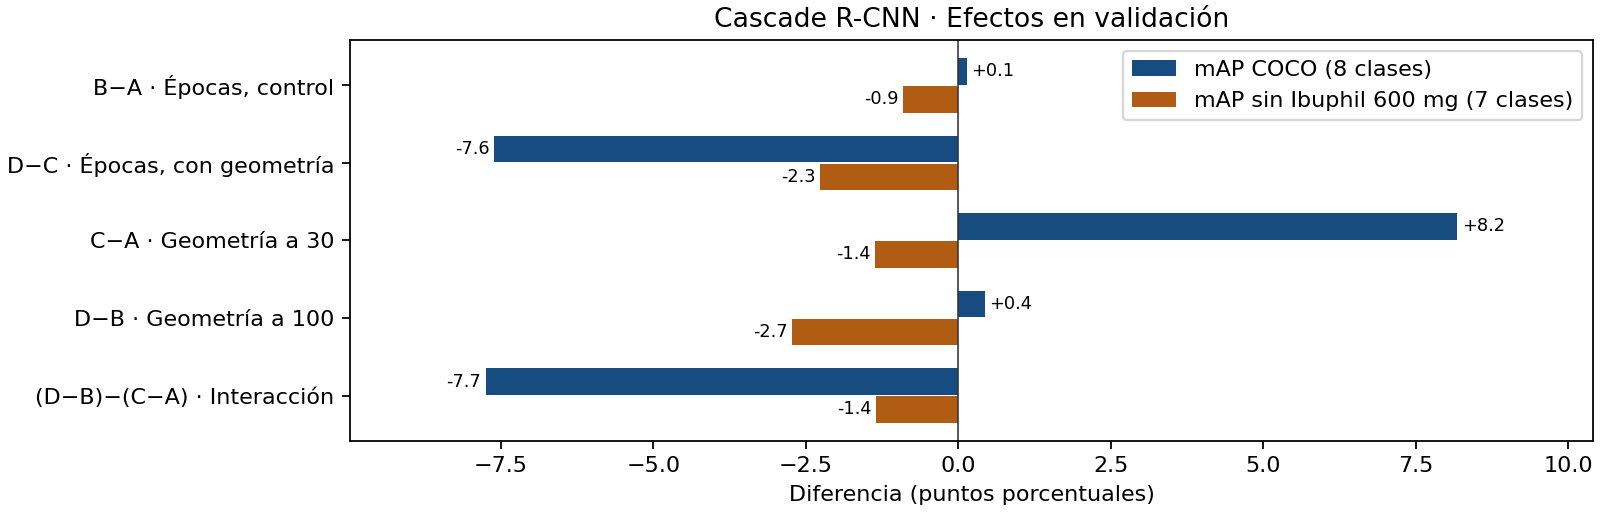 Cascade R-CNN · Efectos en validación
mAP COCO (8 clases)
mAP sin Ibuphil 600 mg (7 clases)
B−A · Épocas, control
+0.1
-0.9
D−C · Épocas, con geometría
-7.6
-2.3
C−A · Geometría a 30
+8.2
-1.4
D−B · Geometría a 100
+0.4
-2.7
(D−B)−(C−A) · Interacción
-7.7
-1.4
−7.5 −5.0 −2.5 0.0 2.5 5.0 7.5 10.0
Diferencia (puntos porcentuales)